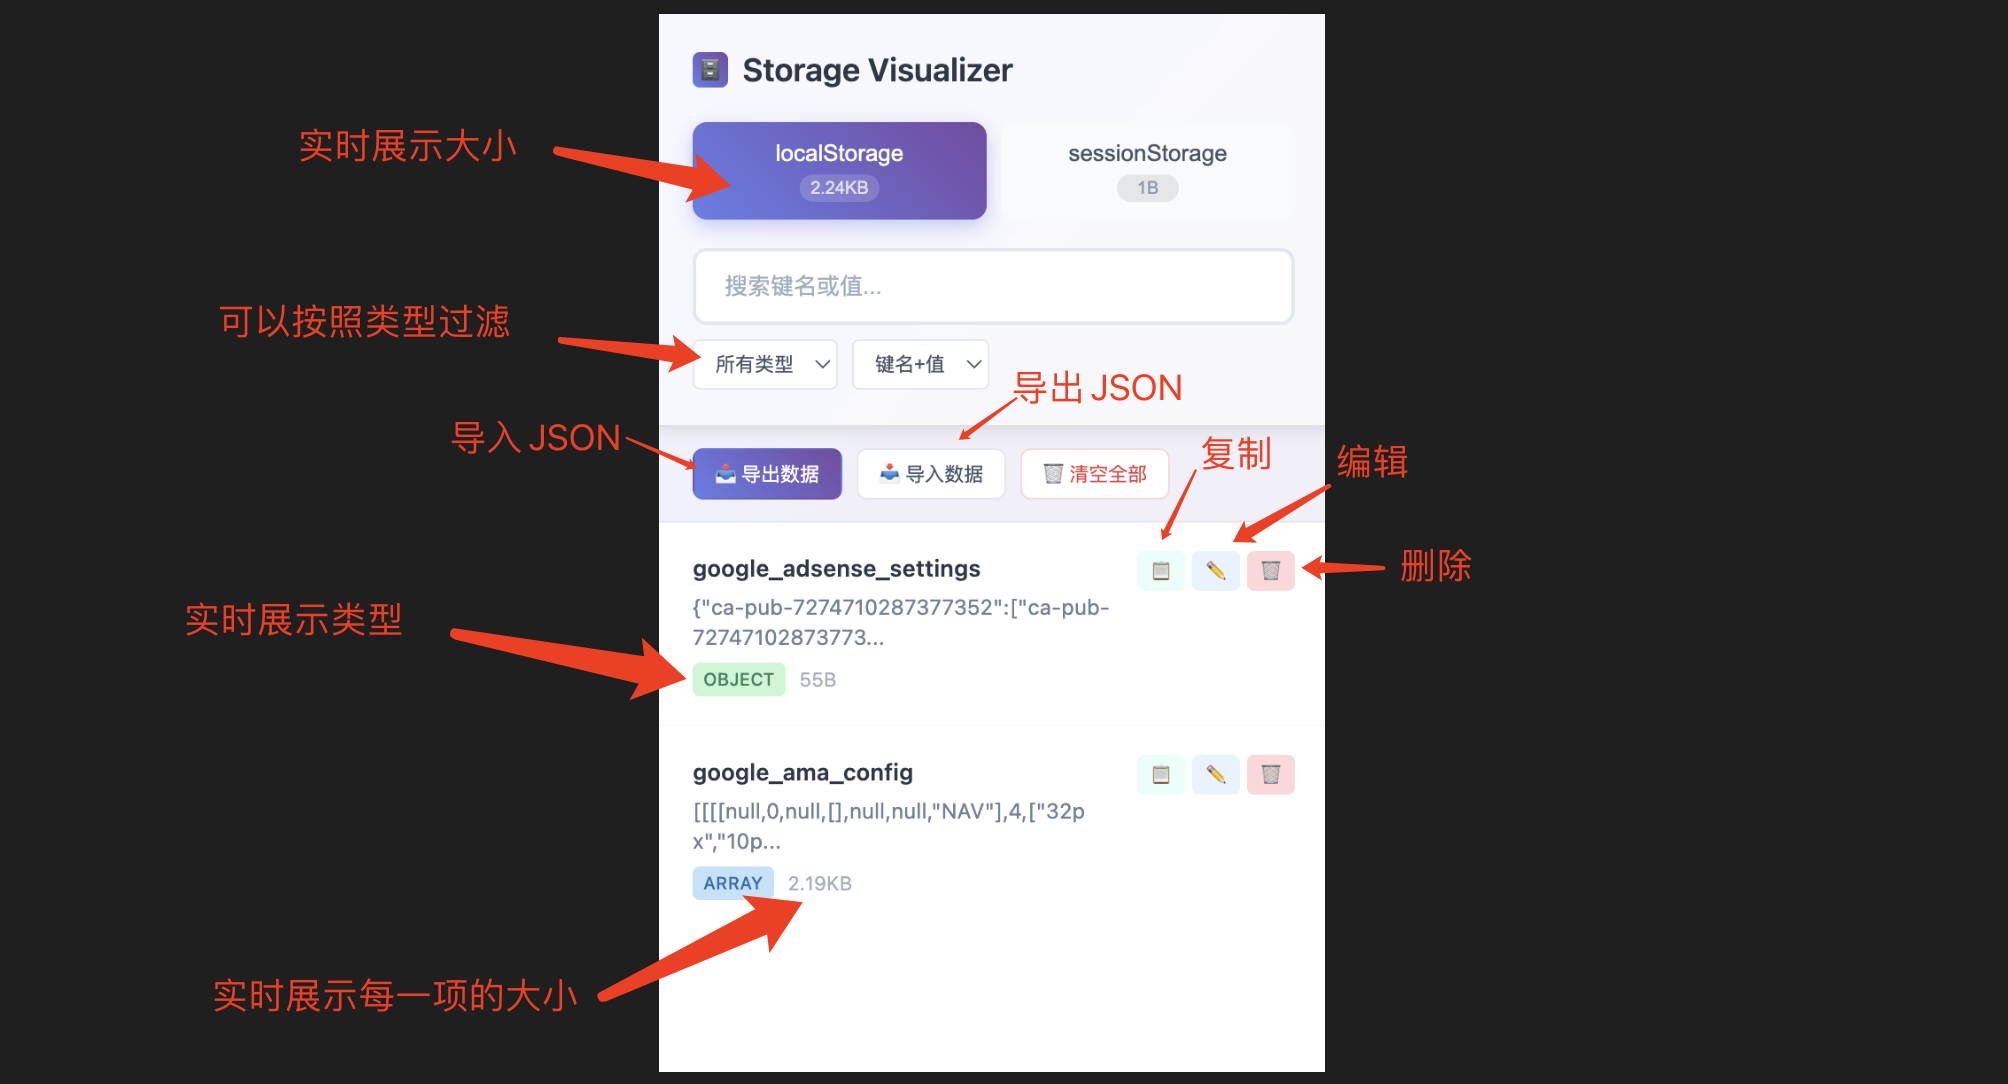 Storage Visualizer
实时展示大小
localStorage
2.24KB
sessionStorage
1B
搜索键名或值...
可以按照类型过滤
所有类型
键名+值
导出 JSON
导入 JSON
导出数据
导入数据
清空全部
复制
编辑
删除
google_adsense_settings
{"ca-pub-7274710287377352":["ca-pub-
72747102873773...
实时展示类型
OBJECT
55B
google_ama_config
[[[[null,0,null,[],null,null,"NAV"],4,["32p
x","10p...
ARRAY
2.19KB
实时展示每一项的大小